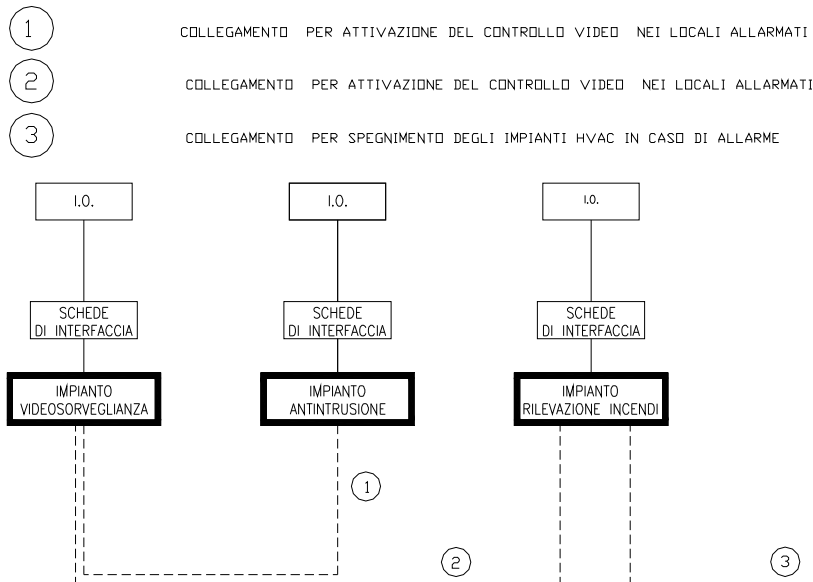 1 COLLEGAMENTO PER ATTIVAZIONE DEL CONTROLLO VIDEO NEI LOCALI ALLARMATI
2 COLLEGAMENTO PER ATTIVAZIONE DEL CONTROLLO VIDEO NEI LOCALI ALLARMATI
3 COLLEGAMENTO PER SPEGNIMENTO DEGLI IMPIANTI HVAC IN CASO DI ALLARME
I.O.
I.O.
I.O.
SCHEDE
DI INTERFACCIA
SCHEDE
DI INTERFACCIA
SCHEDE
DI INTERFACCIA
IMPIANTO
VIDEOSORVEGLIANZA
IMPIANTO
ANTINTRUSIONE
IMPIANTO
RILEVAZIONE INCENDI
1
2
3